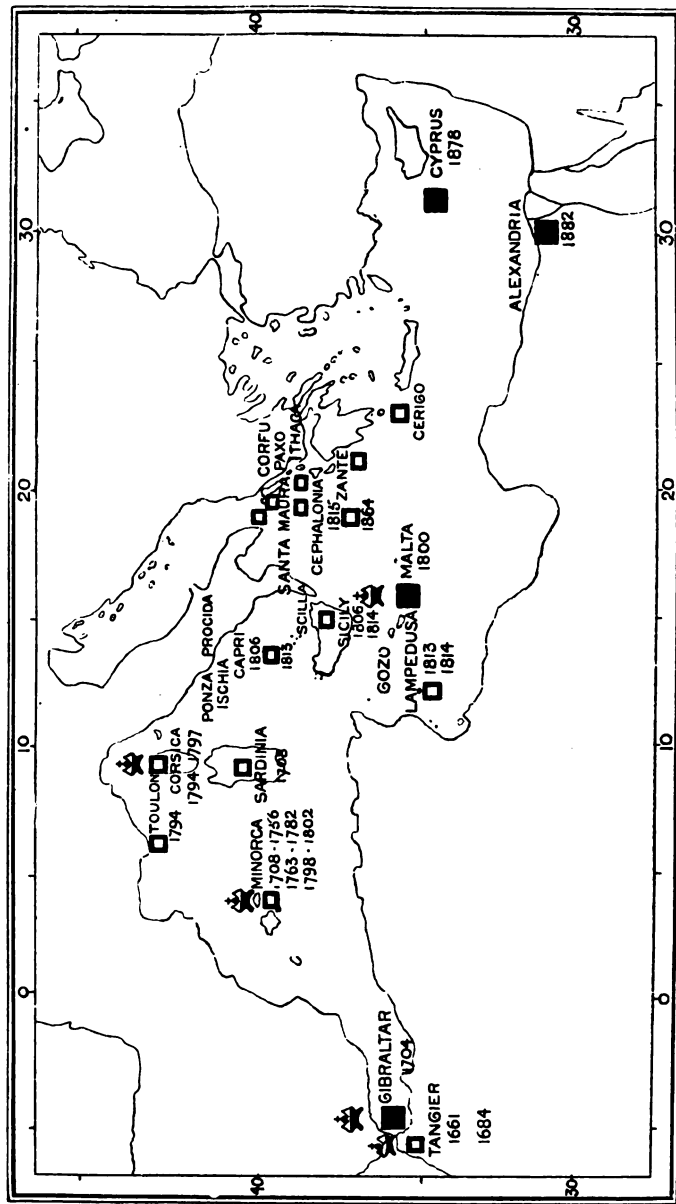 0
10
20
30
40
40
30
30
TOULON
1794
CORSICA
1794-1797
MINORCA
1708-1756
1763-1782
1798-1802
SARDINIA
1708
PONZA
PROCIDA
ISCHIA
CAPRI
1806
1815
SCILLA
SICILY
1806
1814
CORFU
PAXO
SANTA MAURA
ITHACA
CEPHALONIA
ZANTE
1815
1864
CERIGO
GOZO
MALTA
1800
LAMPEDUSA
1813
1814
CYPRUS
1878
ALEXANDRIA
1882
GIBRALTAR
1704
TANGIER
1661
1684